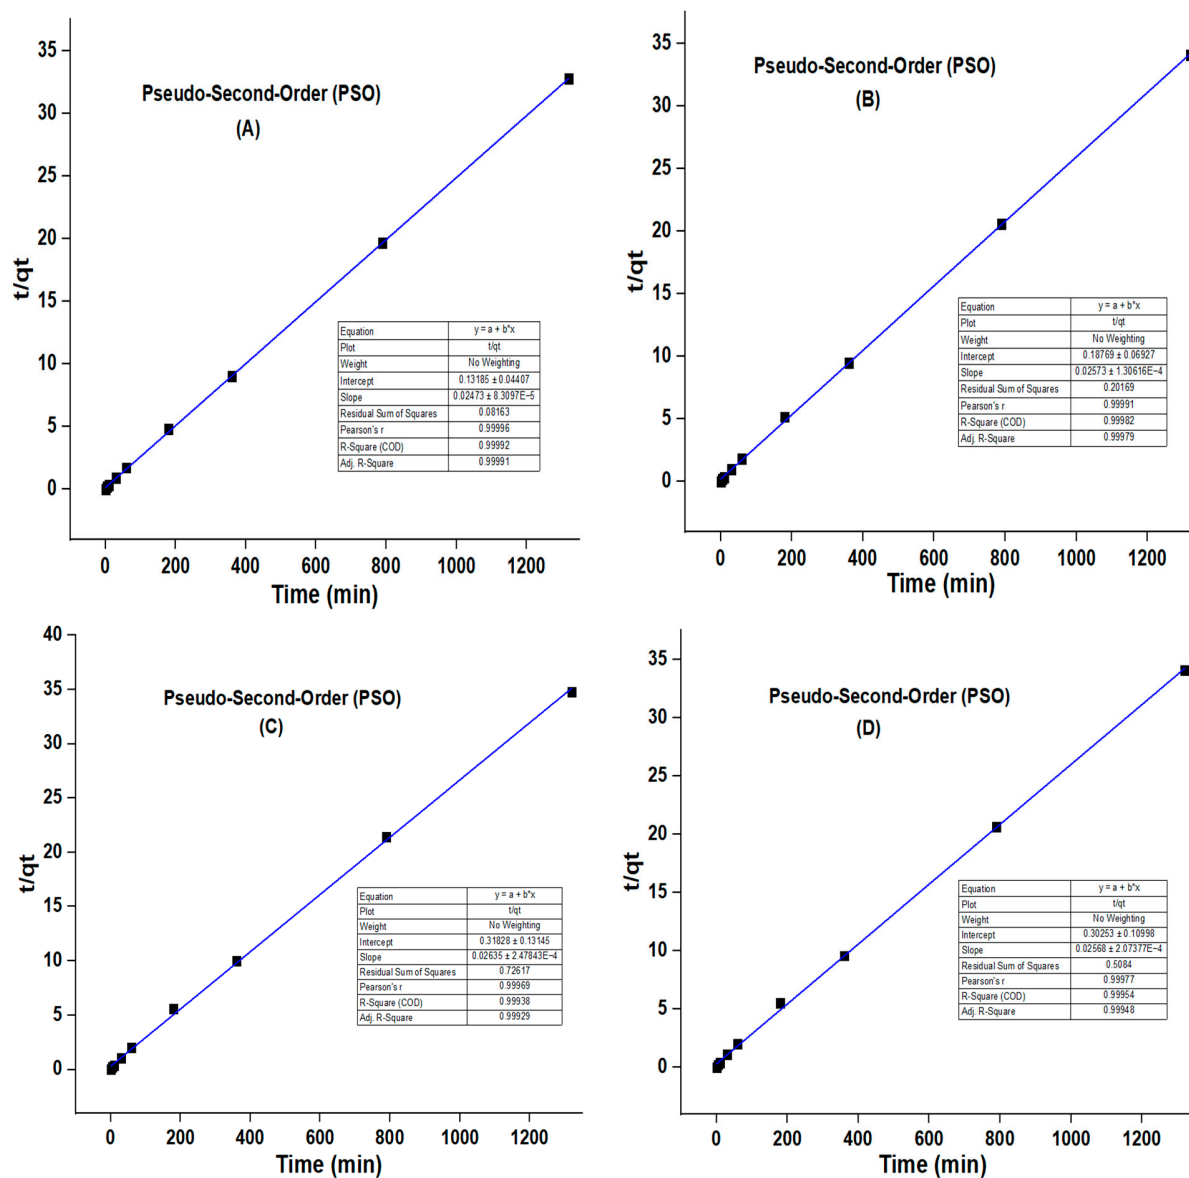 Pseudo-Second-Order (PSO)
(A)
t/qt
35
30
25
20
15
10
5
0
0 200 400 600 800 1000 1200
Time (min)
Equation y = a + b*x
Plot t/qt
Weight No Weighting
Intercept 0.13185 ± 0.04407
Slope 0.02473 ± 8.3097E−5
Residual Sum of Squares 0.08163
Pearson's r 0.99996
R-Square (COD) 0.99992
Adj. R-Square 0.99991
Pseudo-Second-Order (PSO)
(B)
t/qt
35
30
25
20
15
10
5
0
0 200 400 600 800 1000 1200
Time (min)
Equation y = a + b*x
Plot t/qt
Weight No Weighting
Intercept 0.18769 ± 0.06927
Slope 0.02573 ± 1.30616E−4
Residual Sum of Squares 0.20169
Pearson's r 0.99991
R-Square (COD) 0.99982
Adj. R-Square 0.99979
Pseudo-Second-Order (PSO)
(C)
t/qt
40
35
30
25
20
15
10
5
0
0 200 400 600 800 1000 1200
Time (min)
Equation y = a + b*x
Plot t/qt
Weight No Weighting
Intercept 0.31828 ± 0.13145
Slope 0.02635 ± 2.47843E−4
Residual Sum of Squares 0.72617
Pearson's r 0.99969
R-Square (COD) 0.99938
Adj. R-Square 0.99929
Pseudo-Second-Order (PSO)
(D)
t/qt
35
30
25
20
15
10
5
0
0 200 400 600 800 1000 1200
Time (min)
Equation y = a + b*x
Plot t/qt
Weight No Weighting
Intercept 0.30253 ± 0.10998
Slope 0.02568 ± 2.07377E−4
Residual Sum of Squares 0.5084
Pearson's r 0.99977
R-Square (COD) 0.99954
Adj. R-Square 0.99948